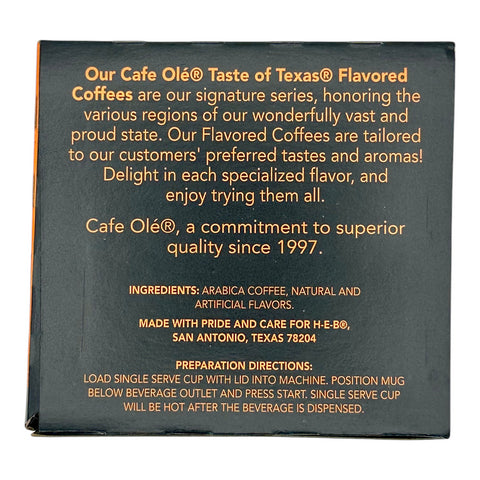 Our Cafe Olé® Taste of Texas® Flavored
Coffees are our signature series, honoring the
various regions of our wonderfully vast and
proud state. Our Flavored Coffees are tailored
to our customers' preferred tastes and aromas!
Delight in each specialized flavor, and
enjoy trying them all.
Cafe Olé®, a commitment to superior
quality since 1997.
INGREDIENTS: ARABICA COFFEE, NATURAL AND
ARTIFICIAL FLAVORS.
MADE WITH PRIDE AND CARE FOR H-E-B®,
SAN ANTONIO, TEXAS 78204
PREPARATION DIRECTIONS:
LOAD SINGLE SERVE CUP WITH LID INTO MACHINE. POSITION MUG
BELOW BEVERAGE OUTLET AND PRESS START. SINGLE SERVE CUP
WILL BE HOT AFTER THE BEVERAGE IS DISPENSED.